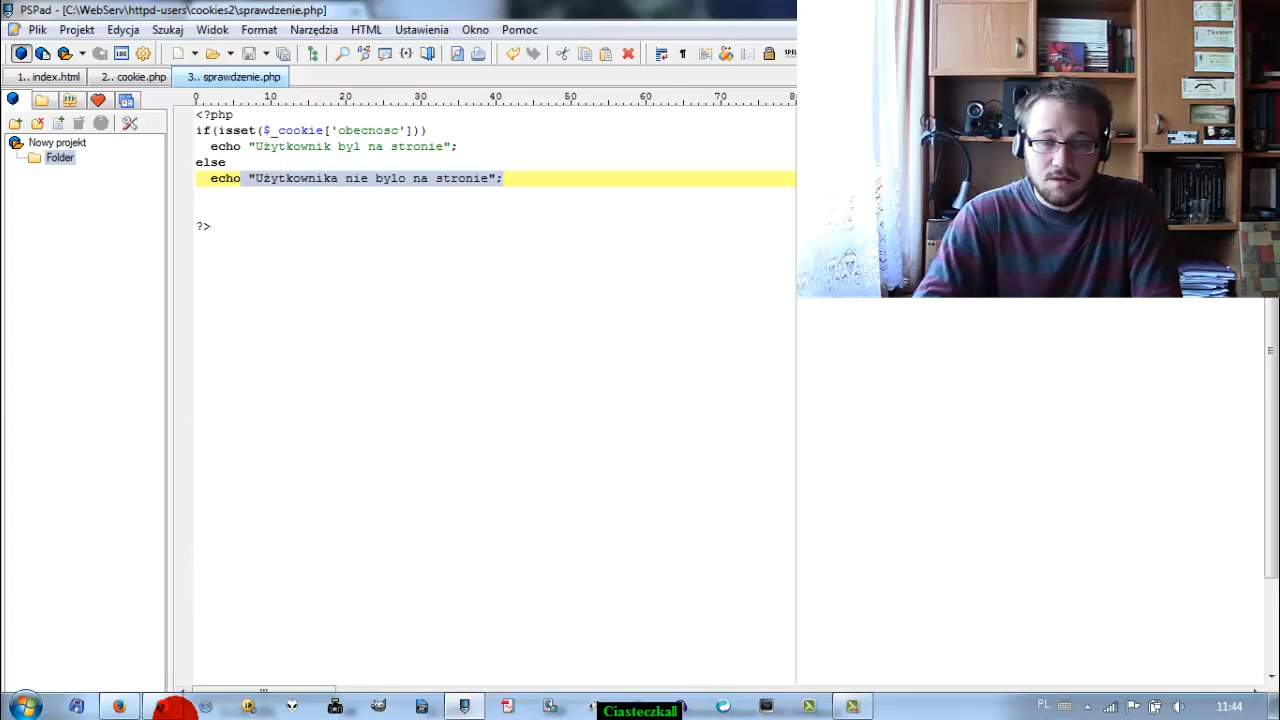 PSPad - [C:\WebServ\httpd-users\cookies2\sprawdzenie.php]
Plik Projekt Edycja Szukaj Widok Format Narzędzia HTML Ustawienia Okno Pomoc
1.. index.html 2.. cookie.php 3.. sprawdzenie.php
0 10 20 30 40 50 60 70
Nowy projekt
Folder
<?php
if(isset($_cookie['obecnosc']))
echo "Użytkownik byl na stronie";
else
echo "Użytkownika nie bylo na stronie";
?>
PL
11:44